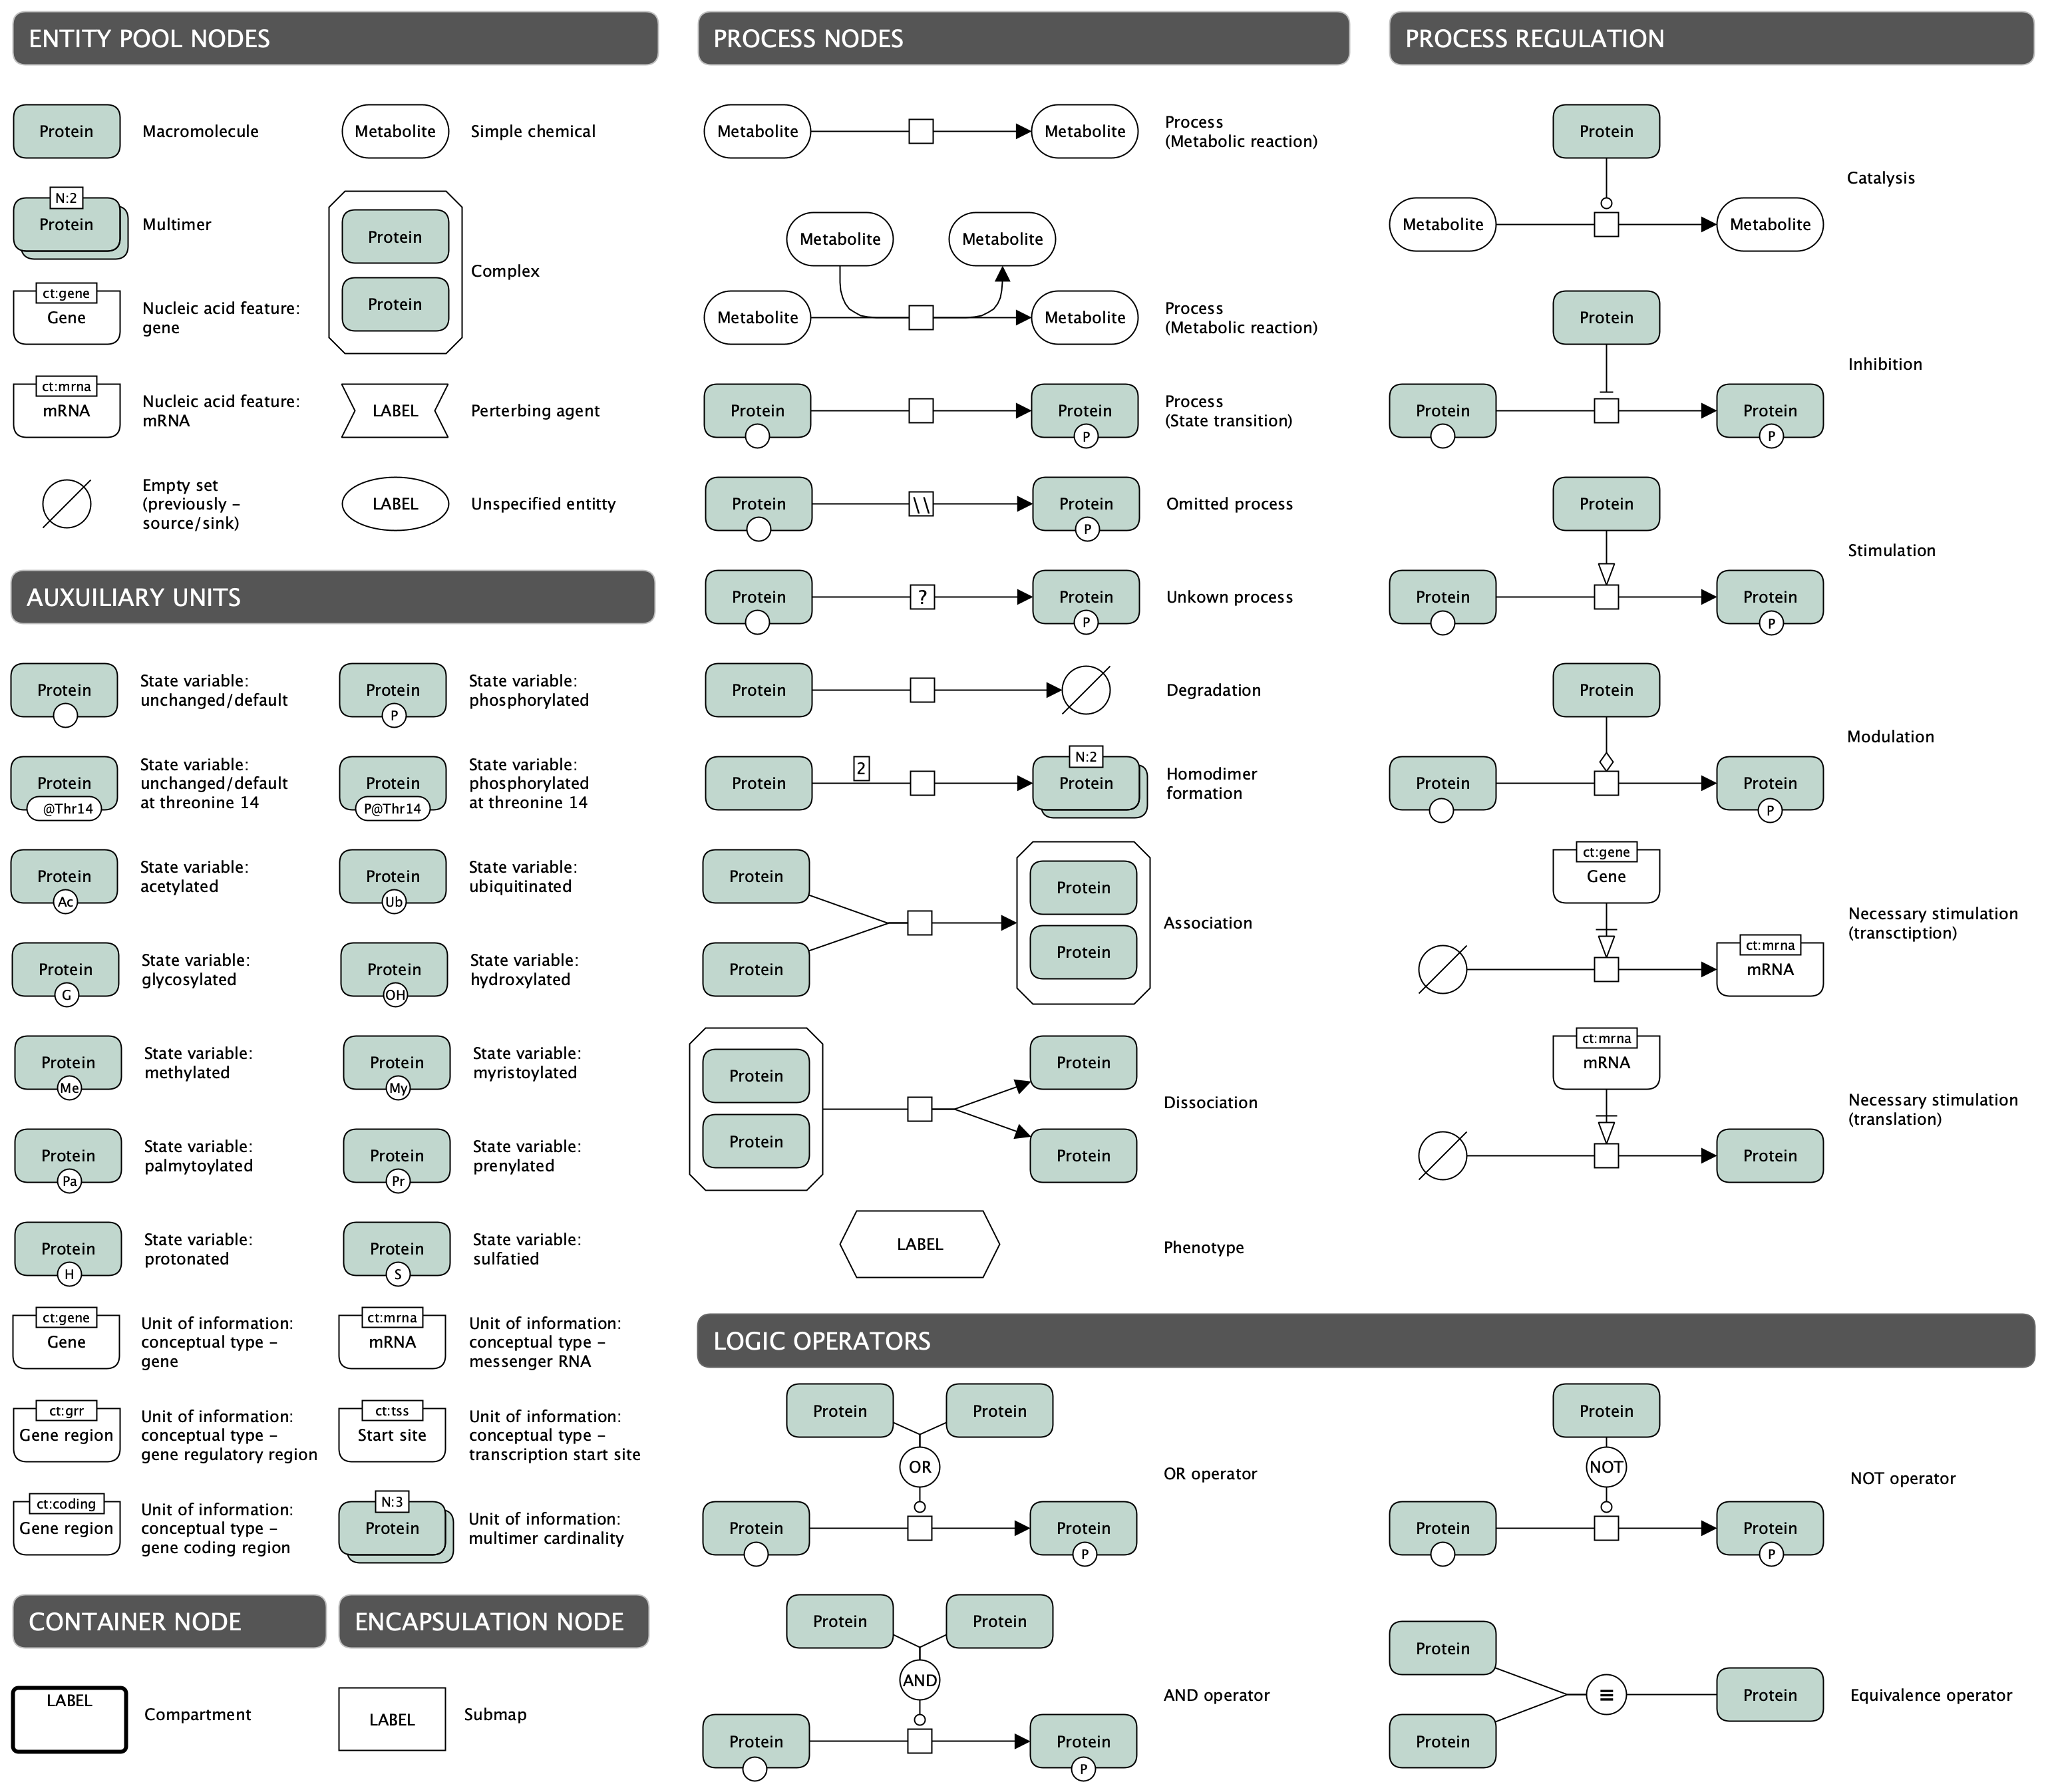 ENTITY POOL NODES
Protein
Macromolecule
Metabolite
Simple chemical
N:2
Protein
Multimer
Protein
Protein
Complex
ct:gene
Gene
Nucleic acid feature:
gene
ct:mrna
mRNA
Nucleic acid feature:
mRNA
LABEL
Perterbing agent
Empty set
(previously -
source/sink)
LABEL
Unspecified entitty
AUXUILIARY UNITS
Protein
State variable:
unchanged/default
Protein
P
State variable:
phosphorylated
Protein
@Thr14
State variable:
unchanged/default
at threonine 14
Protein
P@Thr14
State variable:
phosphorylated
at threonine 14
Protein
Ac
State variable:
acetylated
Protein
Ub
State variable:
ubiquitinated
Protein
G
State variable:
glycosylated
Protein
OH
State variable:
hydroxylated
Protein
Me
State variable:
methylated
Protein
My
State variable:
myristoylated
Protein
Pa
State variable:
palmytoylated
Protein
Pr
State variable:
prenylated
Protein
H
State variable:
protonated
Protein
S
State variable:
sulfatied
ct:gene
Gene
Unit of information:
conceptual type -
gene
ct:mrna
mRNA
Unit of information:
conceptual type -
messenger RNA
ct:grr
Gene region
Unit of information:
conceptual type -
gene regulatory region
ct:tss
Start site
Unit of information:
conceptual type -
transcription start site
ct:coding
Gene region
Unit of information:
conceptual type -
gene coding region
N:3
Protein
Unit of information:
multimer cardinality
CONTAINER NODE
LABEL
Compartment
ENCAPSULATION NODE
LABEL
Submap
PROCESS NODES
Metabolite
Metabolite
Process
(Metabolic reaction)
Metabolite
Metabolite
Metabolite
Metabolite
Process
(Metabolic reaction)
Protein
Protein
P
Process
(State transition)
Protein
\\
Protein
P
Omitted process
Protein
?
Protein
P
Unkown process
Protein
Degradation
Protein
2
N:2
Protein
Homodimer
formation
Protein
Protein
Protein
Protein
Association
Protein
Protein
Protein
Protein
Dissociation
LABEL
Phenotype
PROCESS REGULATION
Protein
Metabolite
Metabolite
Catalysis
Protein
Protein
Protein
P
Inhibition
Protein
Protein
Protein
P
Stimulation
Protein
Protein
Protein
P
Modulation
ct:gene
Gene
ct:mrna
mRNA
Necessary stimulation
(transctiption)
ct:mrna
mRNA
Protein
Necessary stimulation
(translation)
LOGIC OPERATORS
Protein
Protein
OR
Protein
Protein
P
OR operator
Protein
NOT
Protein
Protein
P
NOT operator
Protein
Protein
AND
Protein
Protein
P
AND operator
Protein
Protein
≡
Protein
Equivalence operator